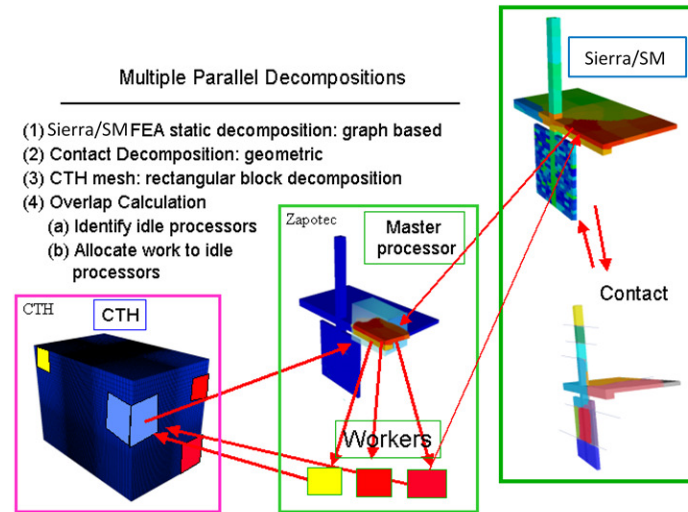 Multiple Parallel Decompositions
(1) Sierra/SM FEA static decomposition: graph based
(2) Contact Decomposition: geometric
(3) CTH mesh: rectangular block decomposition
(4) Overlap Calculation
(a) Identify idle processors
(b) Allocate work to idle
processors
Sierra/SM
Contact
Zapotec
Master
processor
Workers
CTH
CTH